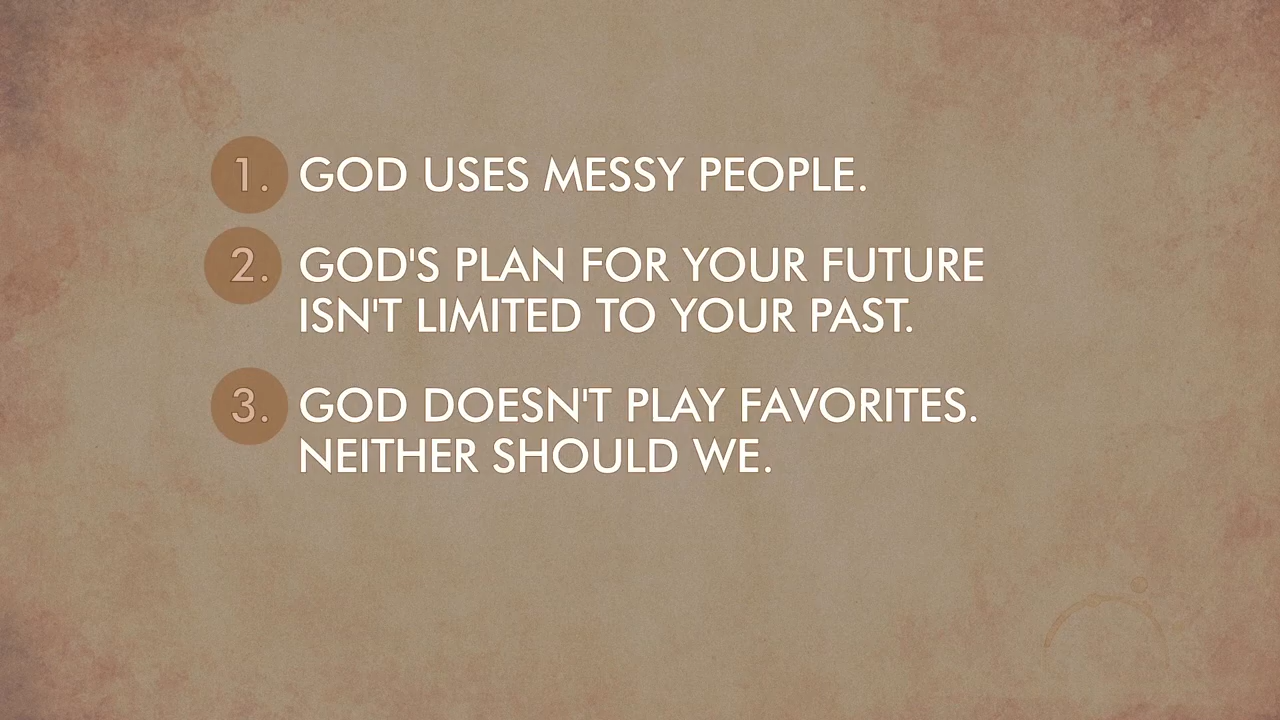 1. GOD USES MESSY PEOPLE.
2. GOD'S PLAN FOR YOUR FUTURE
ISN'T LIMITED TO YOUR PAST.
3. GOD DOESN'T PLAY FAVORITES.
NEITHER SHOULD WE.